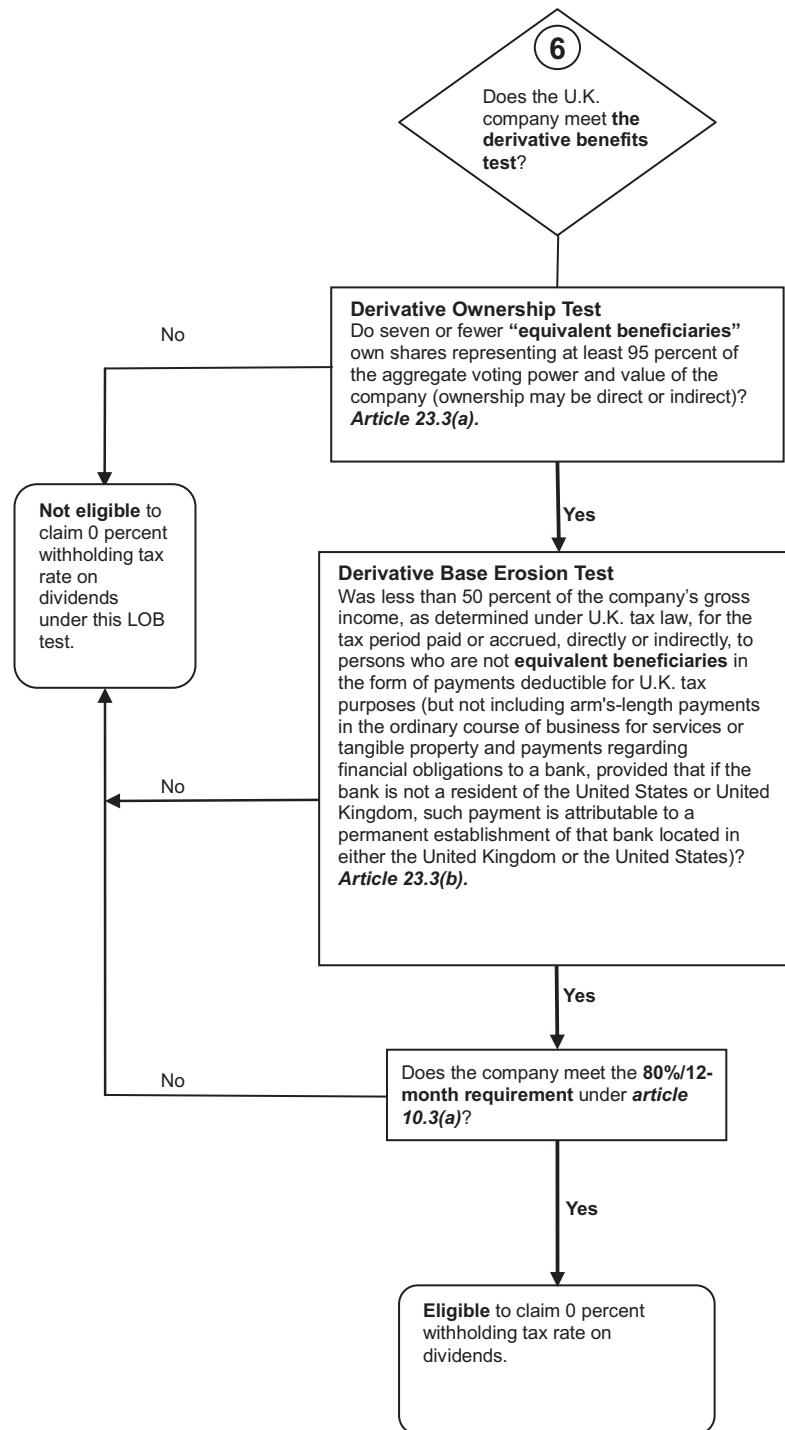 6
Does the U.K.
company meet the
derivative benefits
test?
Derivative Ownership Test
Do seven or fewer “equivalent beneficiaries”
own shares representing at least 95 percent of
the aggregate voting power and value of the
company (ownership may be direct or indirect)?
Article 23.3(a).
No
Not eligible to
claim 0 percent
withholding tax
rate on
dividends
under this LOB
test.
Yes
Derivative Base Erosion Test
Was less than 50 percent of the company’s gross
income, as determined under U.K. tax law, for the
tax period paid or accrued, directly or indirectly, to
persons who are not equivalent beneficiaries in
the form of payments deductible for U.K. tax
purposes (but not including arm's-length payments
in the ordinary course of business for services or
tangible property and payments regarding
financial obligations to a bank, provided that if the
bank is not a resident of the United States or United
Kingdom, such payment is attributable to a
permanent establishment of that bank located in
either the United Kingdom or the United States)?
Article 23.3(b).
No
Yes
Does the company meet the 80%/12-
month requirement under article
10.3(a)?
No
Yes
Eligible to claim 0 percent
withholding tax rate on
dividends.